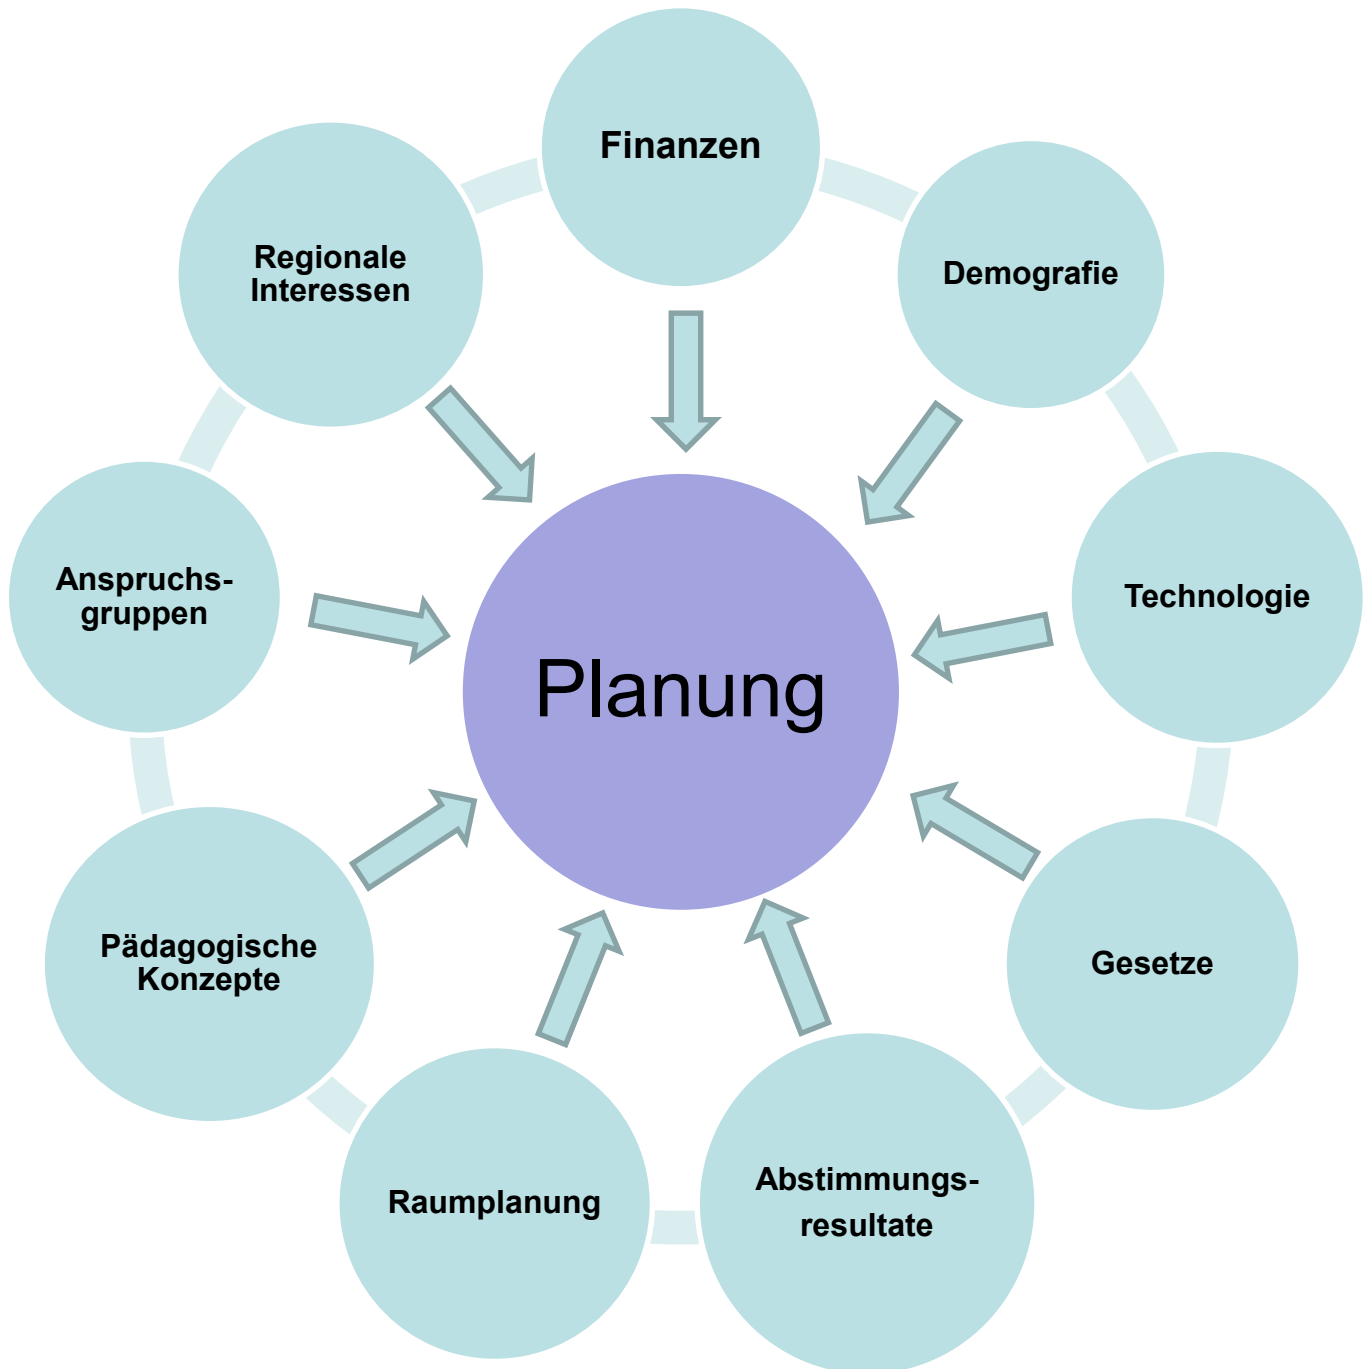 Finanzen
Demografie
Technologie
Gesetze
Abstimmungs-
resultate
Raumplanung
Pädagogische
Konzepte
Anspruchs-
gruppen
Regionale
Interessen
Planung